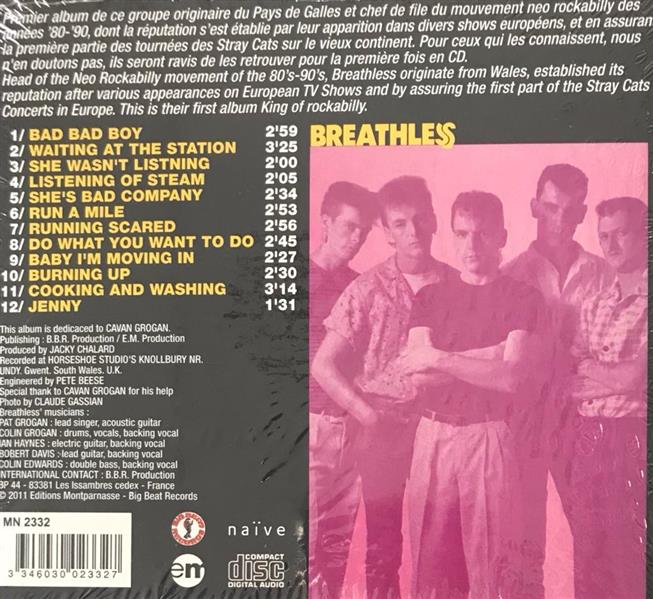 Premier album de ce groupe originaire du Pays de Galles et chef de file du mouvement neo rockabilly des
années '80-'90, dont la réputation s'est établie par leur apparition dans divers shows européens, et en assurant
la première partie des tournées des Stray Cats sur le vieux continent. Pour ceux qui les connaissent, nous
n'en doutons pas, ils seront ravis de les retrouver pour la première fois en CD.
Head of the Neo Rockabilly movement of the 80's-90's, Breathless originate from Wales, established its
reputation after various appearances on European TV Shows and by assuring the first part of the Stray Cats
Concerts in Europe. This is their first album King of rockabilly.
1/ BAD BAD BOY 2'59
2/ WAITING AT THE STATION 3'25
3/ SHE WASN'T LISTNING 2'00
4/ LISTENING OF STEAM 2'05
5/ SHE'S BAD COMPANY 2'34
6/ RUN A MILE 2'53
7/ RUNNING SCARED 2'56
8/ DO WHAT YOU WANT TO DO 2'45
9/ BABY I'M MOVING IN 2'27
10/ BURNING UP 2'30
11/ COOKING AND WASHING 3'14
12/ JENNY 1'31
BREATHLESS
This album is dedicaced to CAVAN GROGAN.
Publishing : B.B.R. Production / E.M. Production
Produced by JACKY CHALARD
Recorded at HORSESHOE STUDIO'S KNOLLBURY NR.
UNDY. Gwent. South Wales. U.K.
Engineered by PETE BEESE
Special thank to CAVAN GROGAN for his help
Photo by CLAUDE GASSIAN
Breathless' musicians :
PAT GROGAN : lead singer, acoustic guitar
COLIN GROGAN : drums, vocals, backing vocal
IAN HAYNES : electric guitar, backing vocal
BOBERT DAVIS : lead guitar, backing vocal
COLIN EDWARDS : double bass, backing vocal
INTERNATIONAL CONTACT : B.B.R. Production
BP 44 - 83381 Les Issambres cedex - France
© 2011 Editions Montparnasse - Big Beat Records
MN 2332
3 346030 023327
em
naïve
COMPACT
disc
DIGITAL AUDIO